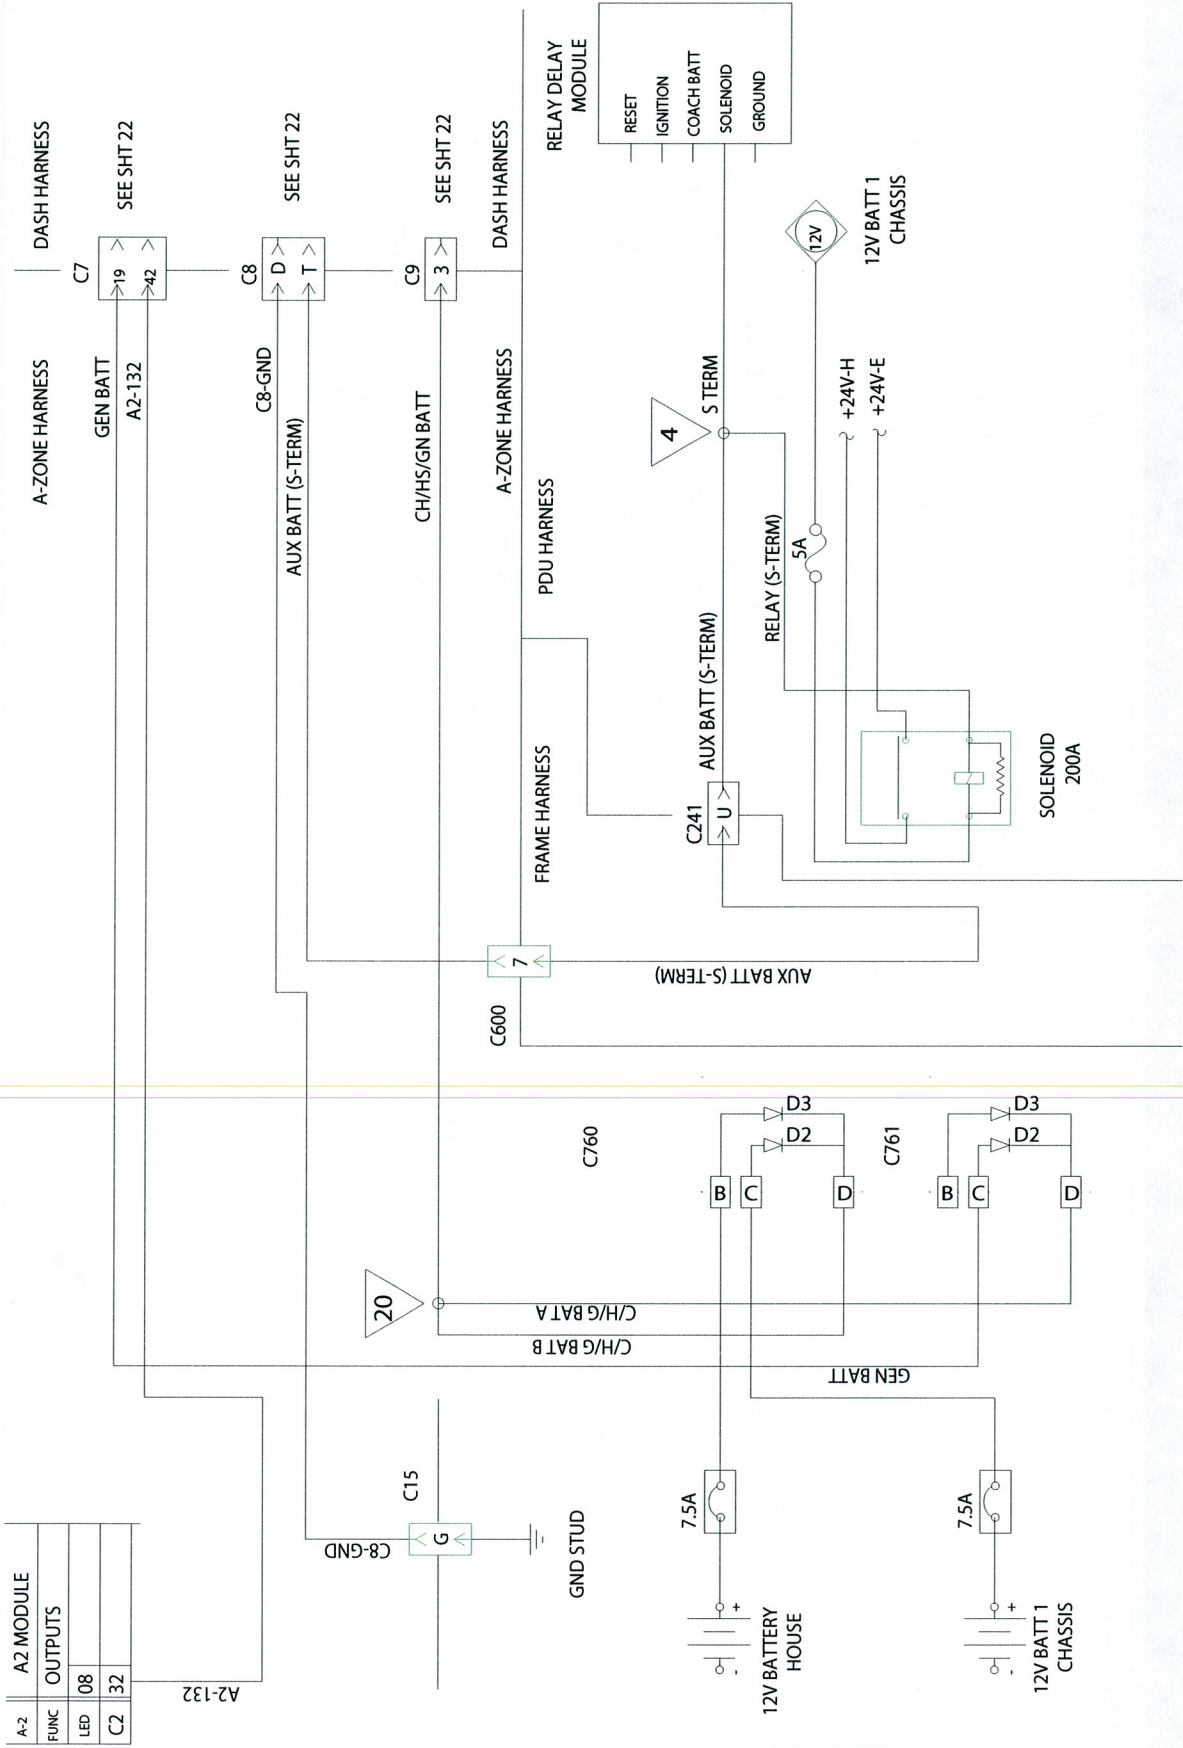 A-2
A2 MODULE
FUNC
OUTPUTS
LED
08
C2
32
A2-132
DASH HARNESS
A-ZONE HARNESS
C7
SEE SHT 22
19
42
GEN BATT
A2-132
C8
SEE SHT 22
D
T
C8-GND
AUX BATT (S-TERM)
C9
SEE SHT 22
3
CH/HS/GN BATT
DASH HARNESS
A-ZONE HARNESS
PDU HARNESS
FRAME HARNESS
RELAY DELAY
MODULE
RESET
IGNITION
COACH BATT
SOLENOID
GROUND
12V
12V BATT 1
CHASSIS
4
S TERM
AUX BATT (S-TERM)
RELAY (S-TERM)
5A
+24V-H
+24V-E
C241
U
SOLENOID
200A
C600
7
AUX BATT (S-TERM)
20
C/H/G BAT A
C/H/G BAT B
GEN BATT
C760
D3
D2
B
C
D
C761
D3
D2
B
C
D
C15
G
C8-GND
GND STUD
7.5A
+
-
12V BATTERY
HOUSE
7.5A
+
-
12V BATT 1
CHASSIS